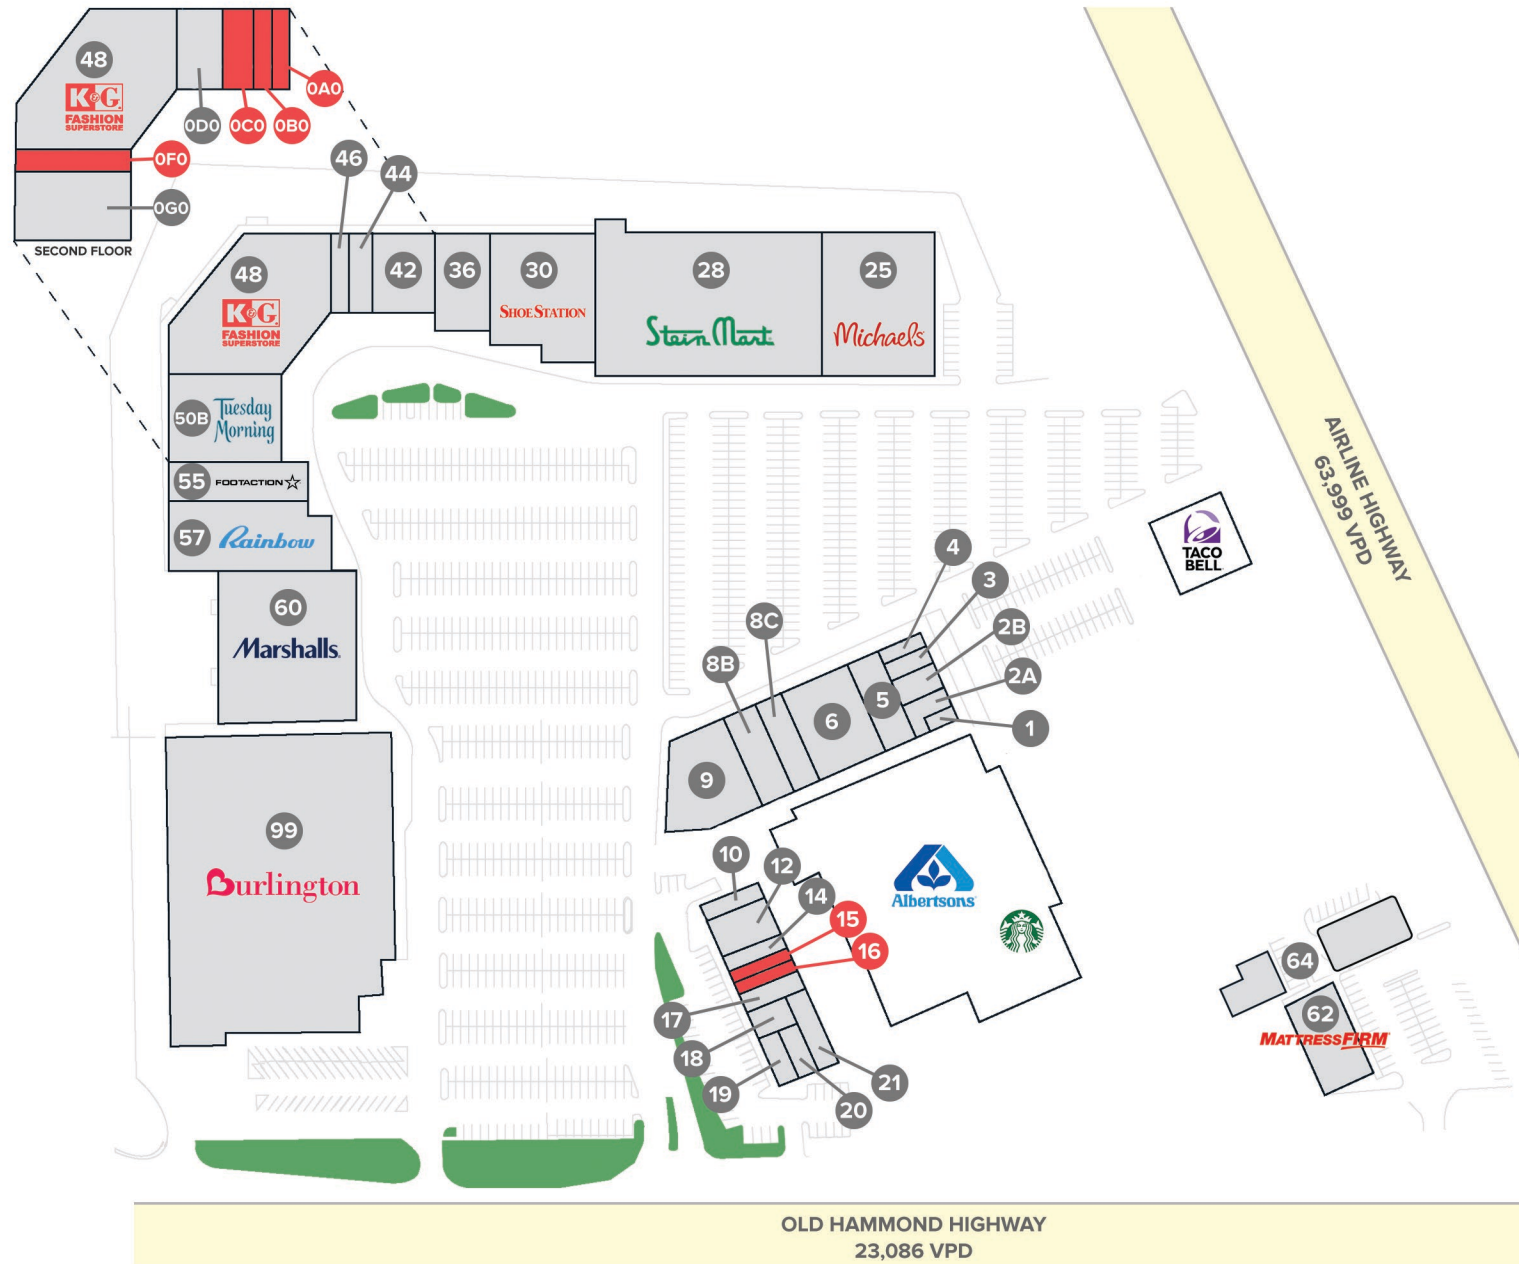 48
K&G
FASHION
SUPERSTORE
0D0
0C0
0B0
0A0
0F0
0G0
SECOND FLOOR
46
44
48
K&G
FASHION
SUPERSTORE
42
36
30
SHOE STATION
28
Stein Mart
25
Michaels
50B
Tuesday
Morning
55
FOOTACTION
57
Rainbow
60
Marshalls
99
Burlington
AIRLINE HIGHWAY
63,999 VPD
TACO
BELL
4
3
2B
2A
1
8C
8B
5
6
9
10
12
14
15
16
17
18
19
20
21
Albertsons
64
62
MATTRESSFIRM
OLD HAMMOND HIGHWAY
23,086 VPD